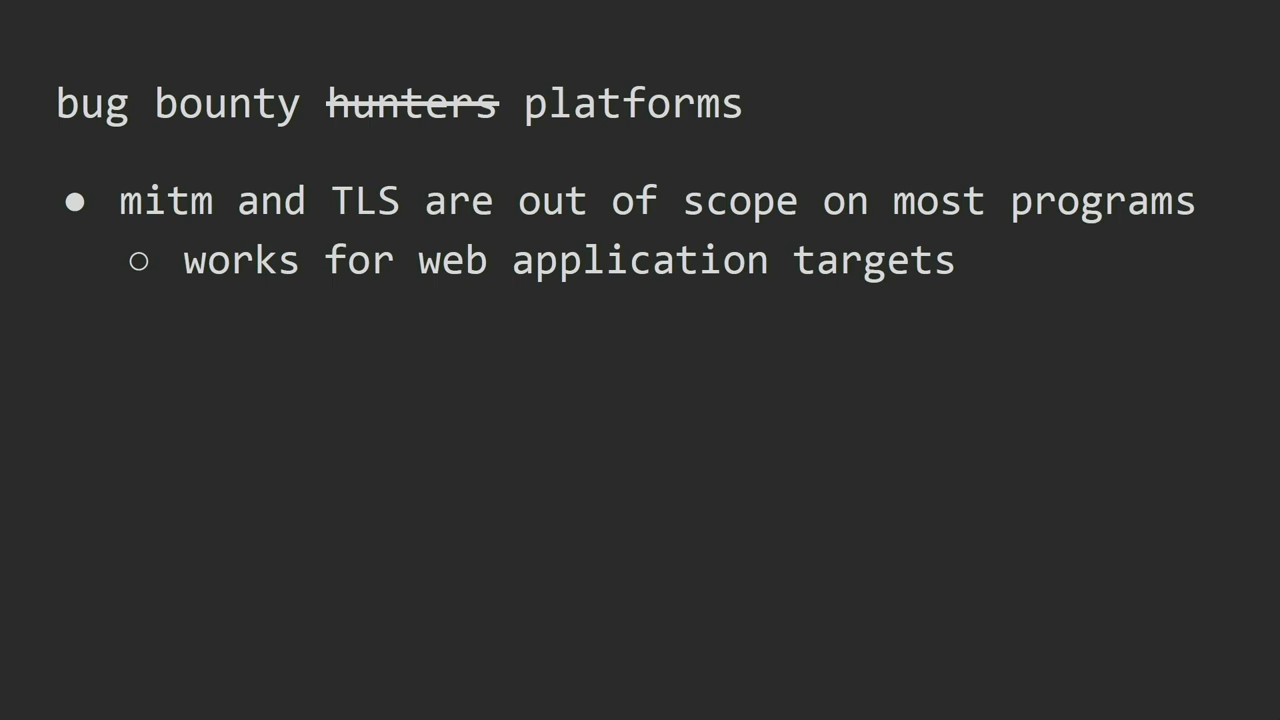 bug bounty hunters platforms
● mitm and TLS are out of scope on most programs
○ works for web application targets